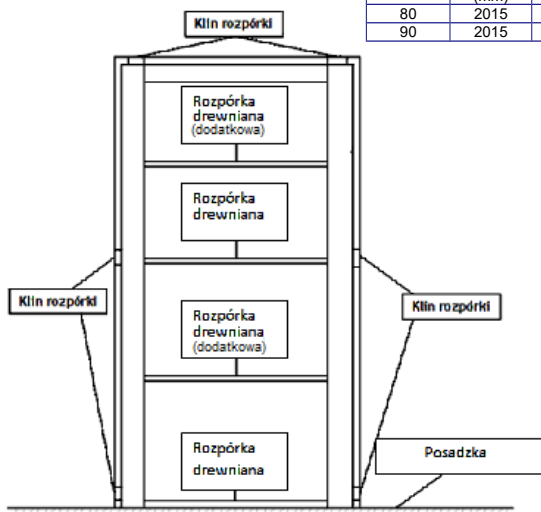 Klin rozpórki
(mm)
80 2015
90 2015
Rozpórka
drewniana
(dodatkowa)
Rozpórka
drewniana
Klin rozpórki
Klin rozpórki
Rozpórka
drewniana
(dodatkowa)
Rozpórka
drewniana
Posadzka